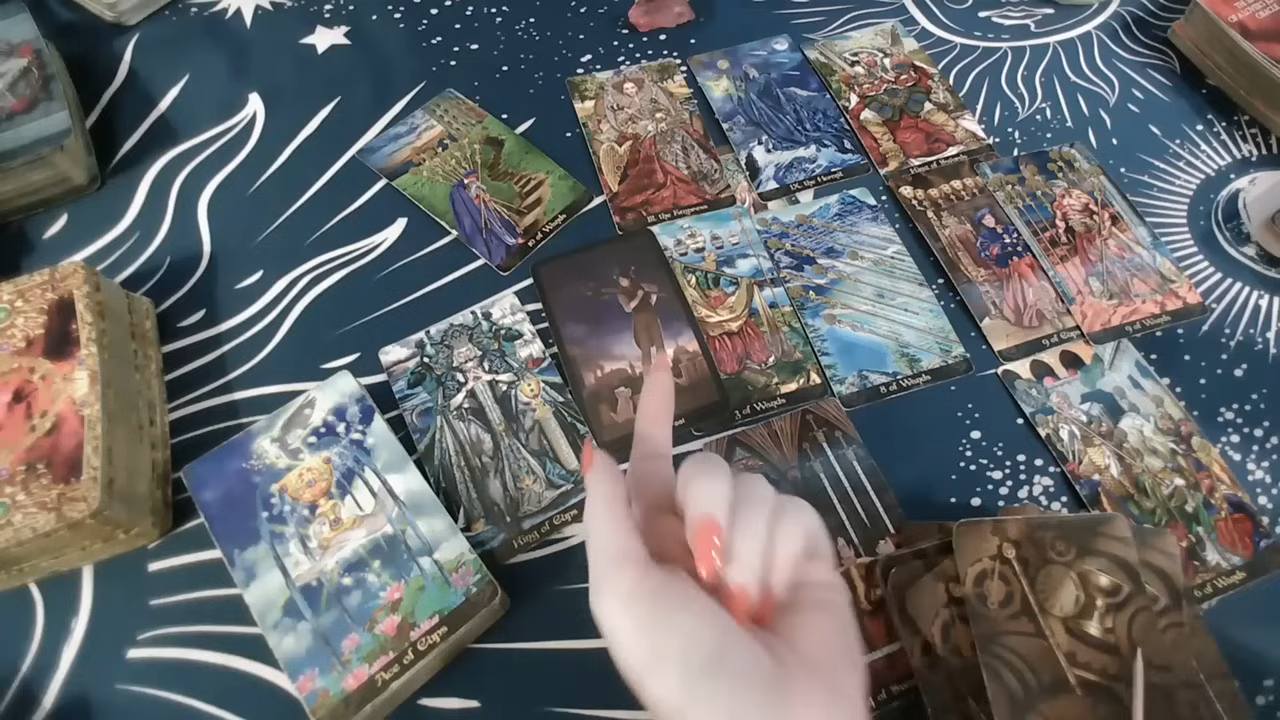 10 of Wands
III. the Empress
IX. the Hermit
King of Wands
3 of Wands
8 of Wands
9 of Cups
9 of Wands
King of Cups
6 of Wands
Ace of Cups